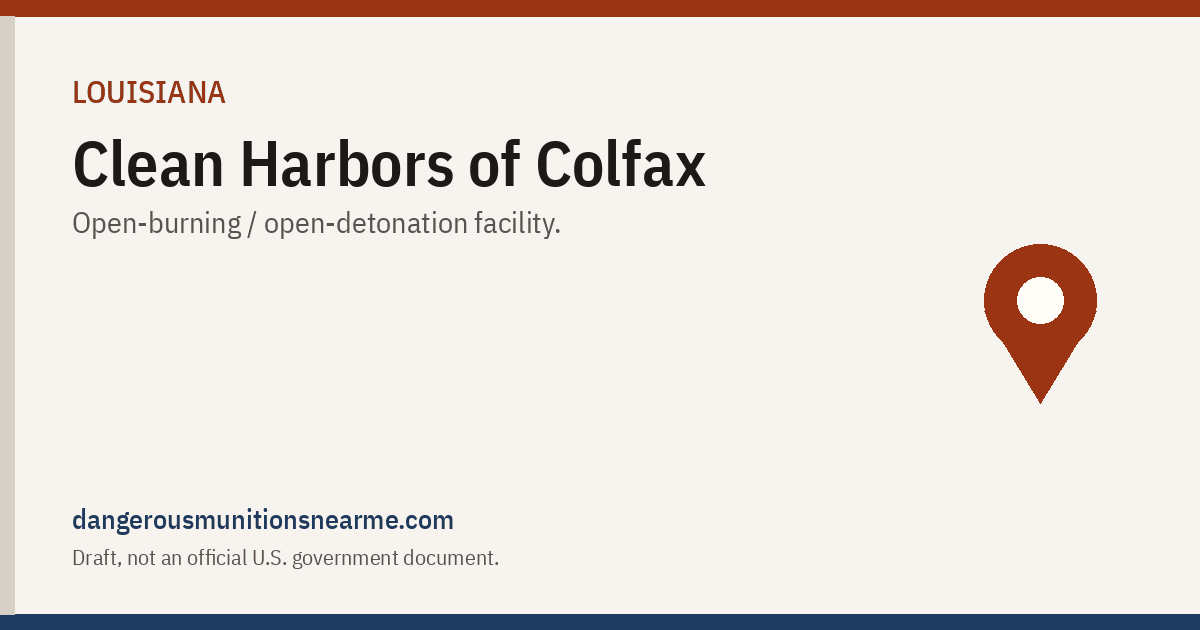 LOUISIANA
Clean Harbors of Colfax
Open-burning / open-detonation facility.
dangerousmunitionsnearme.com
Draft, not an official U.S. government document.